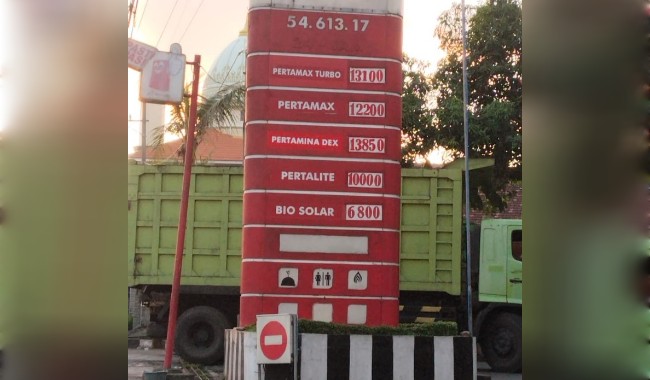 54.613.17
PERTAMAX TURBO 13100
PERTAMAX 12200
PERTAMINA DEX 13850
PERTALITE 10000
BIO SOLAR 6800